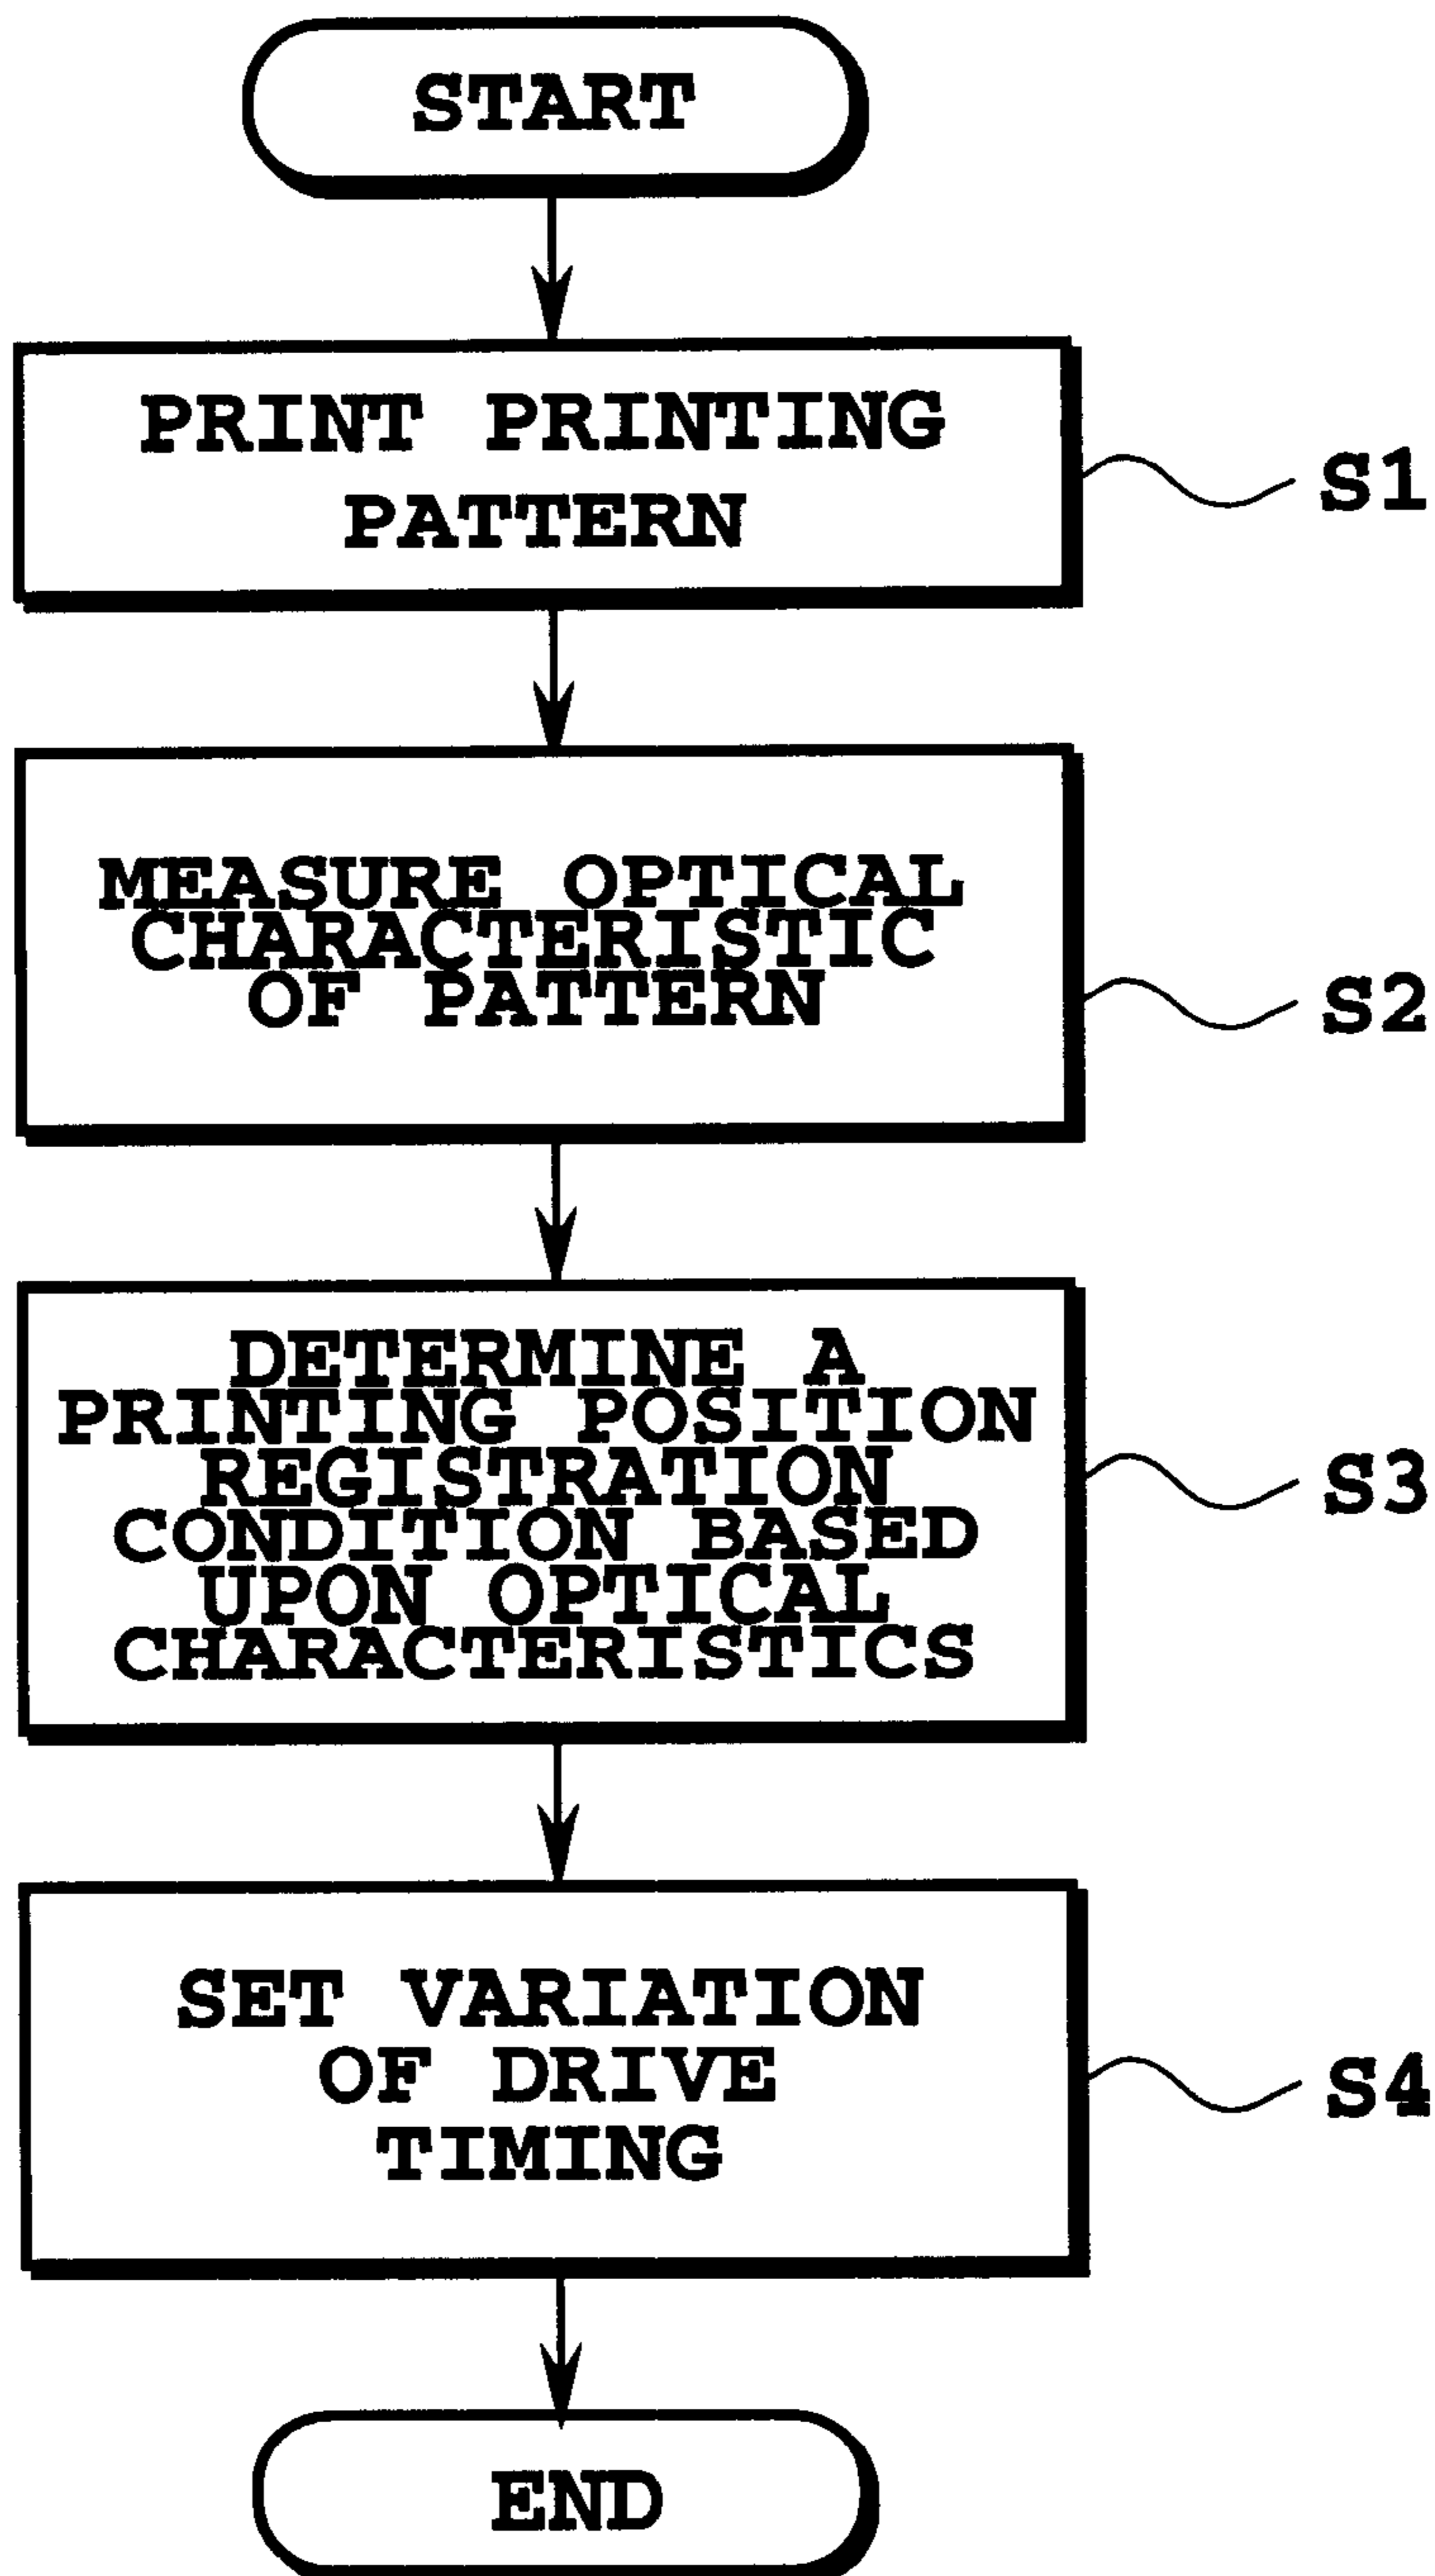 START
PRINT PRINTING
PATTERN
S1
MEASURE OPTICAL
CHARACTERISTIC
OF PATTERN
S2
DETERMINE A
PRINTING POSITION
REGISTRATION
CONDITION BASED
UPON OPTICAL
CHARACTERISTICS
S3
SET VARIATION
OF DRIVE
TIMING
S4
END